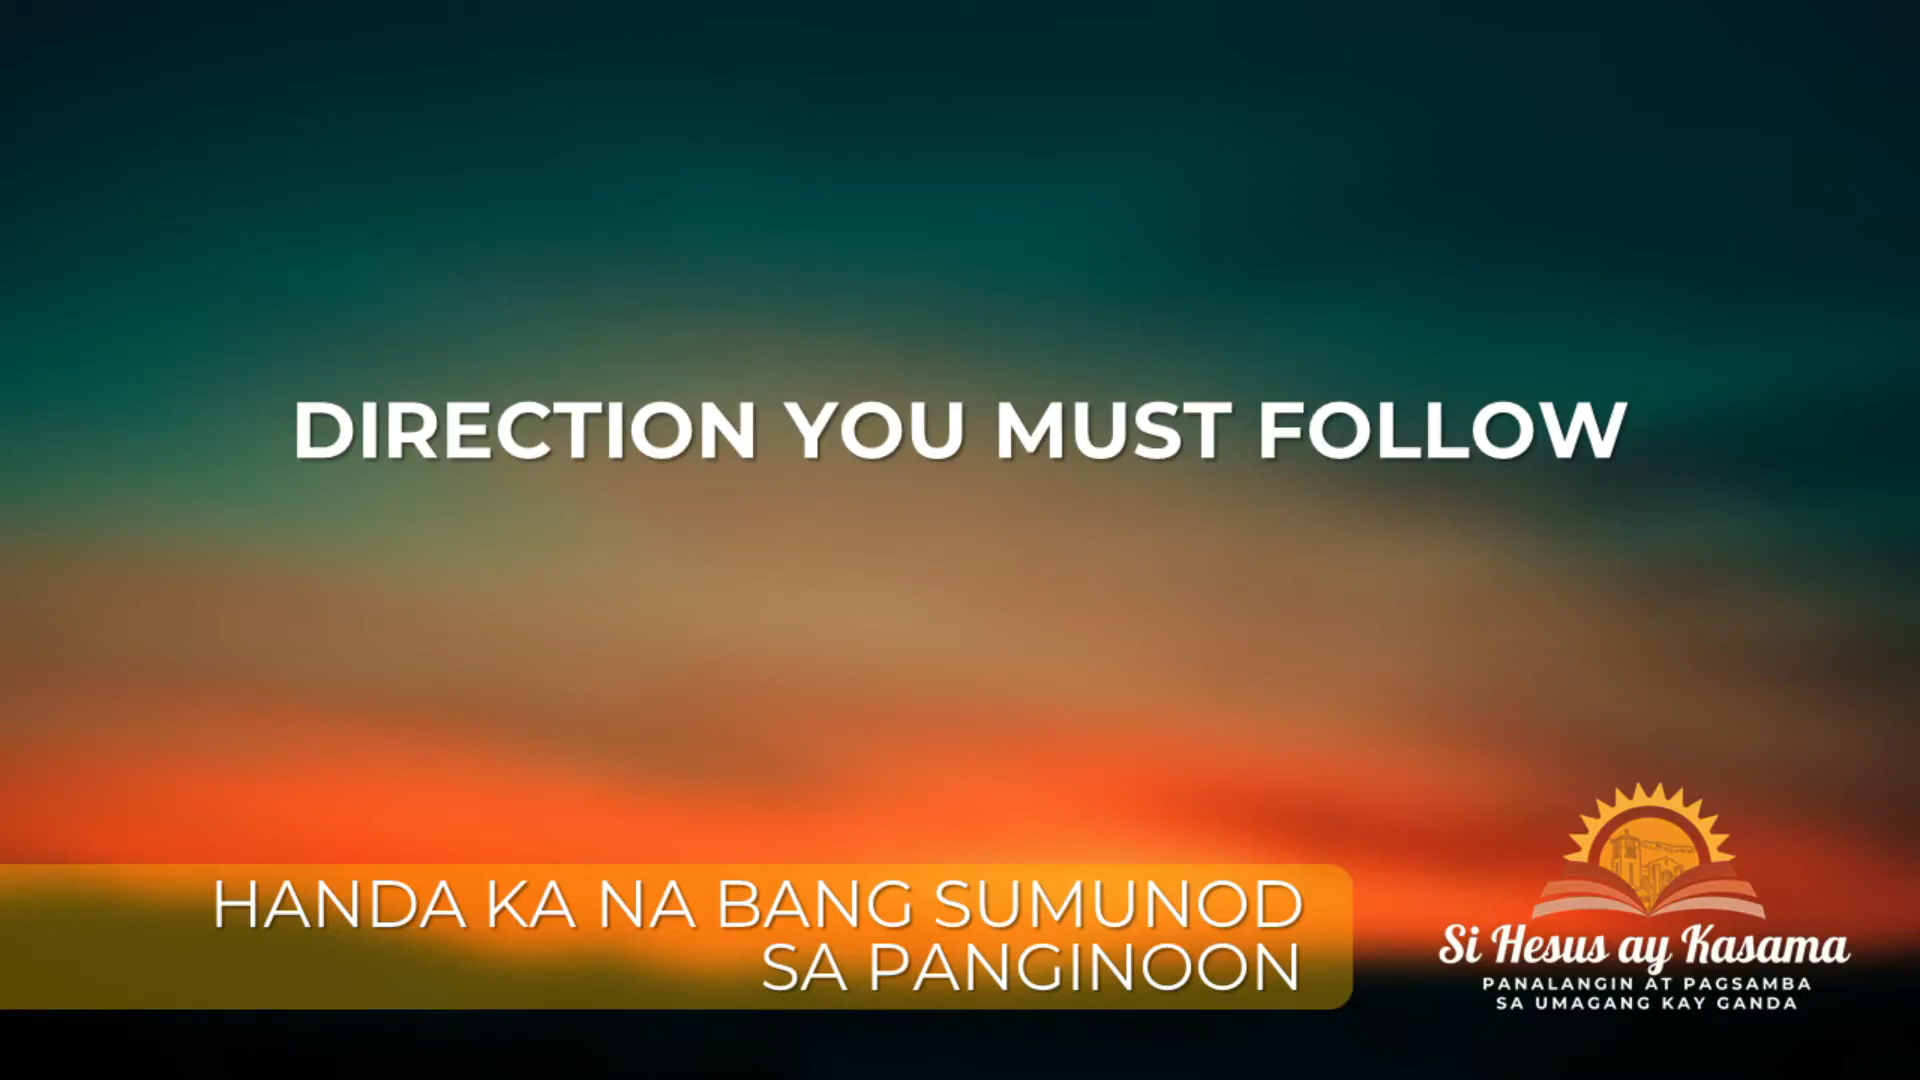 DIRECTION YOU MUST FOLLOW
HANDA KA NA BANG SUMUNOD
SA PANGINOON
Si Hesus ay Kasama
PANALANGIN AT PAGSAMBA
SA UMAGANG KAY GANDA